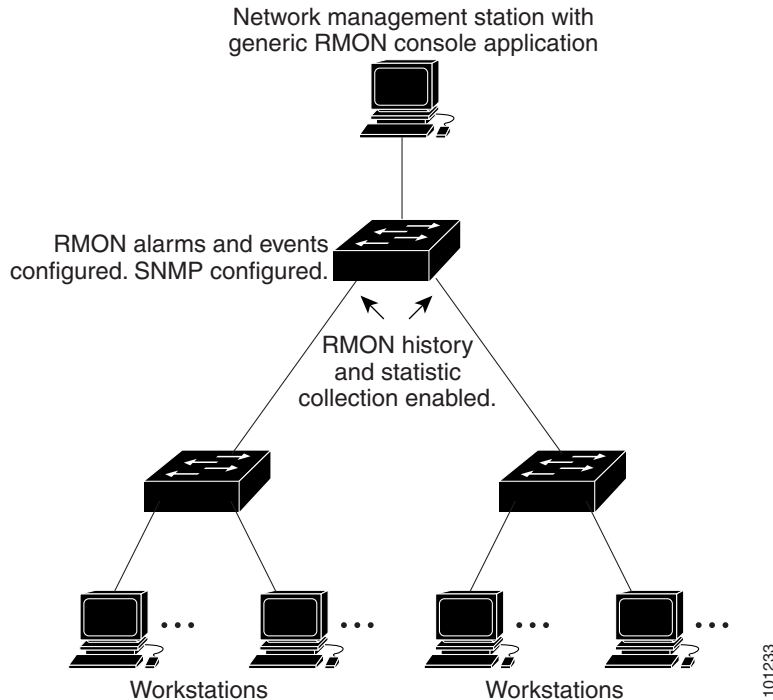 Network management station with
generic RMON console application
RMON alarms and events
configured. SNMP configured.
RMON history
and statistic
collection enabled.
Workstations
Workstations
101233